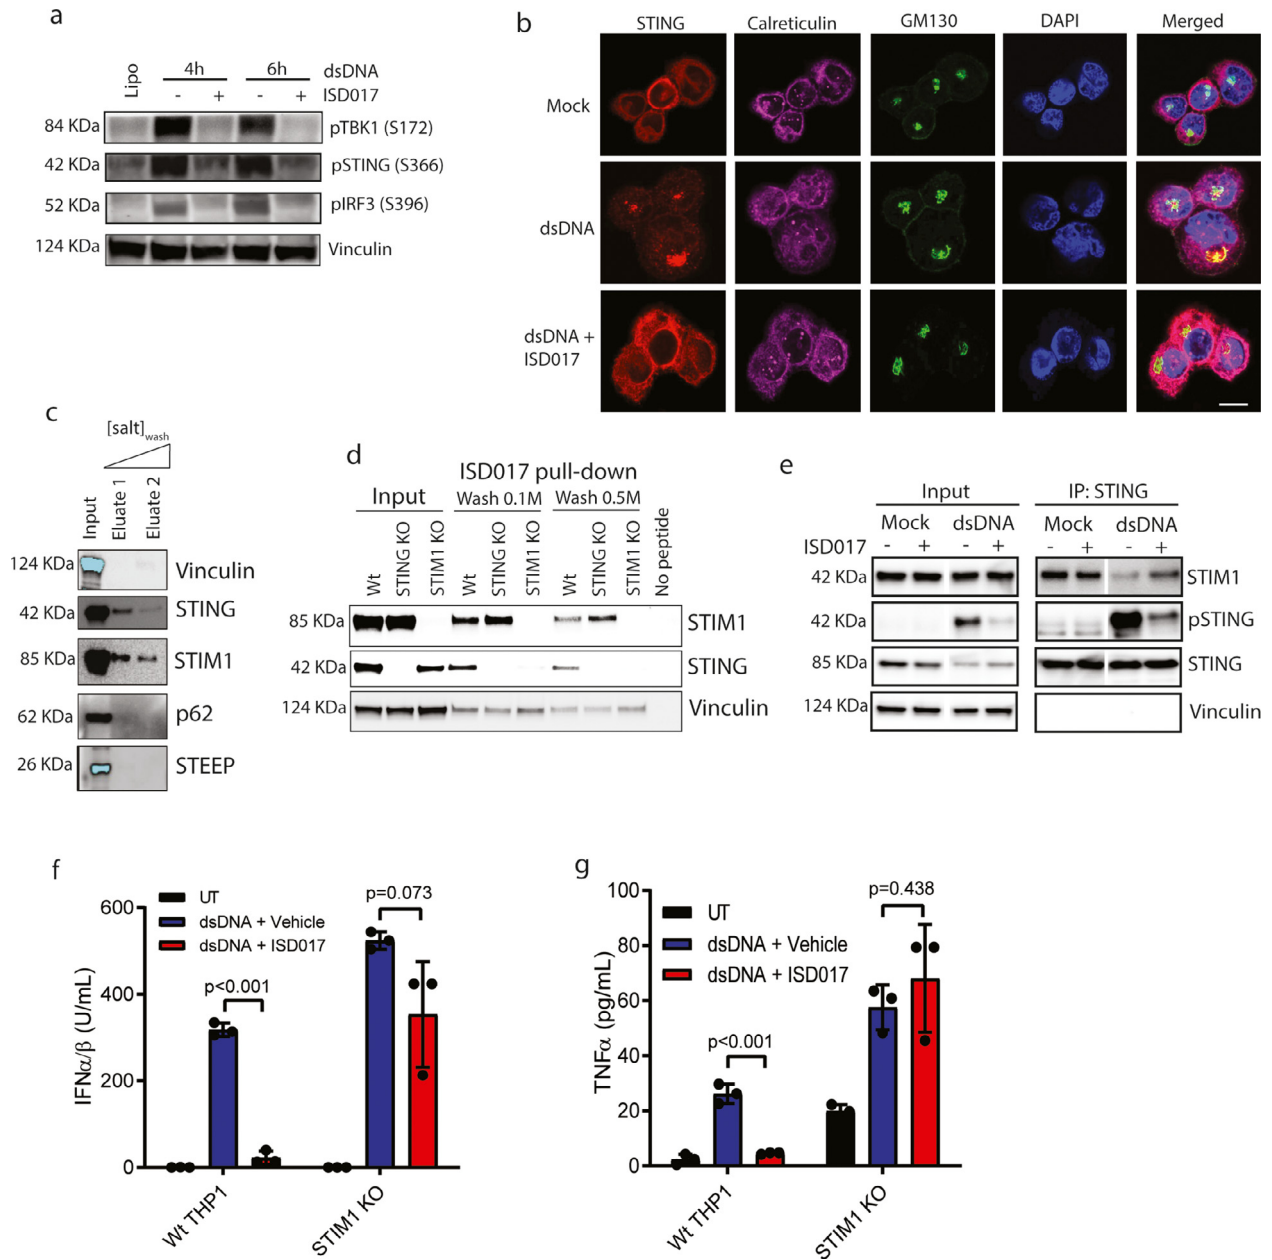 a
Lipo
4h 6h dsDNA
- + - + ISD017
84 KDa pTBK1 (S172)
42 KDa pSTING (S366)
52 KDa pIRF3 (S396)
124 KDa Vinculin
b
STING Calreticulin GM130 DAPI Merged
Mock
dsDNA
dsDNA +
ISD017
c
[salt]wash
Input Eluate 1 Eluate 2
124 KDa Vinculin
42 KDa STING
85 KDa STIM1
62 KDa p62
26 KDa STEEP
d
ISD017 pull-down
Input Wash 0.1M Wash 0.5M
Wt STING KO STIM1 KO Wt STING KO STIM1 KO Wt STING KO STIM1 KO No peptide
85 KDa STIM1
42 KDa STING
124 KDa Vinculin
e
Input IP: STING
Mock dsDNA Mock dsDNA
ISD017 - + - + - + - +
42 KDa STIM1
42 KDa pSTING
85 KDa STING
124 KDa Vinculin
f
UT
dsDNA + Vehicle
dsDNA + ISD017
p=0.073
p<0.001
IFNα/β (U/mL)
600
400
200
0
Wt THP1 STIM1 KO
g
UT
dsDNA + Vehicle
dsDNA + ISD017
p=0.438
p<0.001
TNFα (pg/mL)
100
80
60
40
20
0
Wt THP1 STIM1 KO